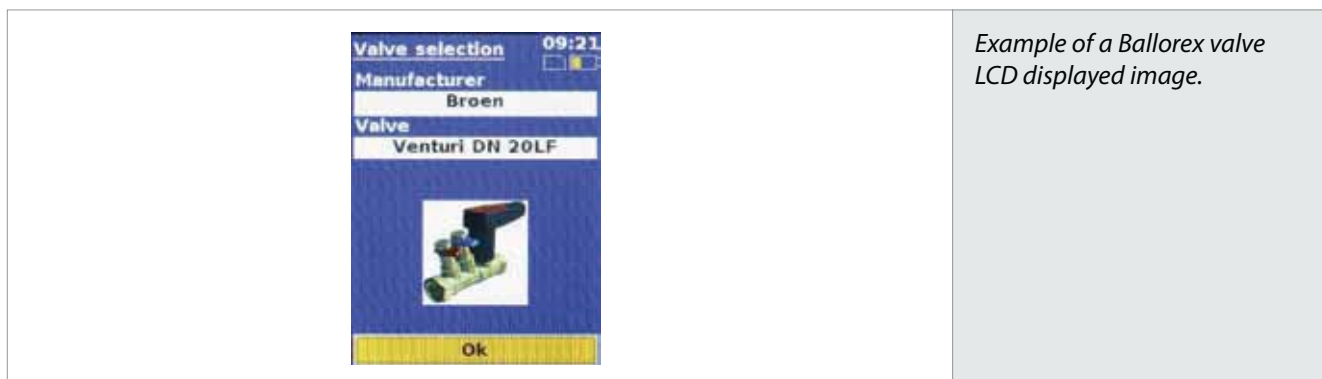 Valve selection
09:21
Manufacturer
Broen
Valve
Venturi DN 20LF
Ok
Example of a Ballorex valve
LCD displayed image.